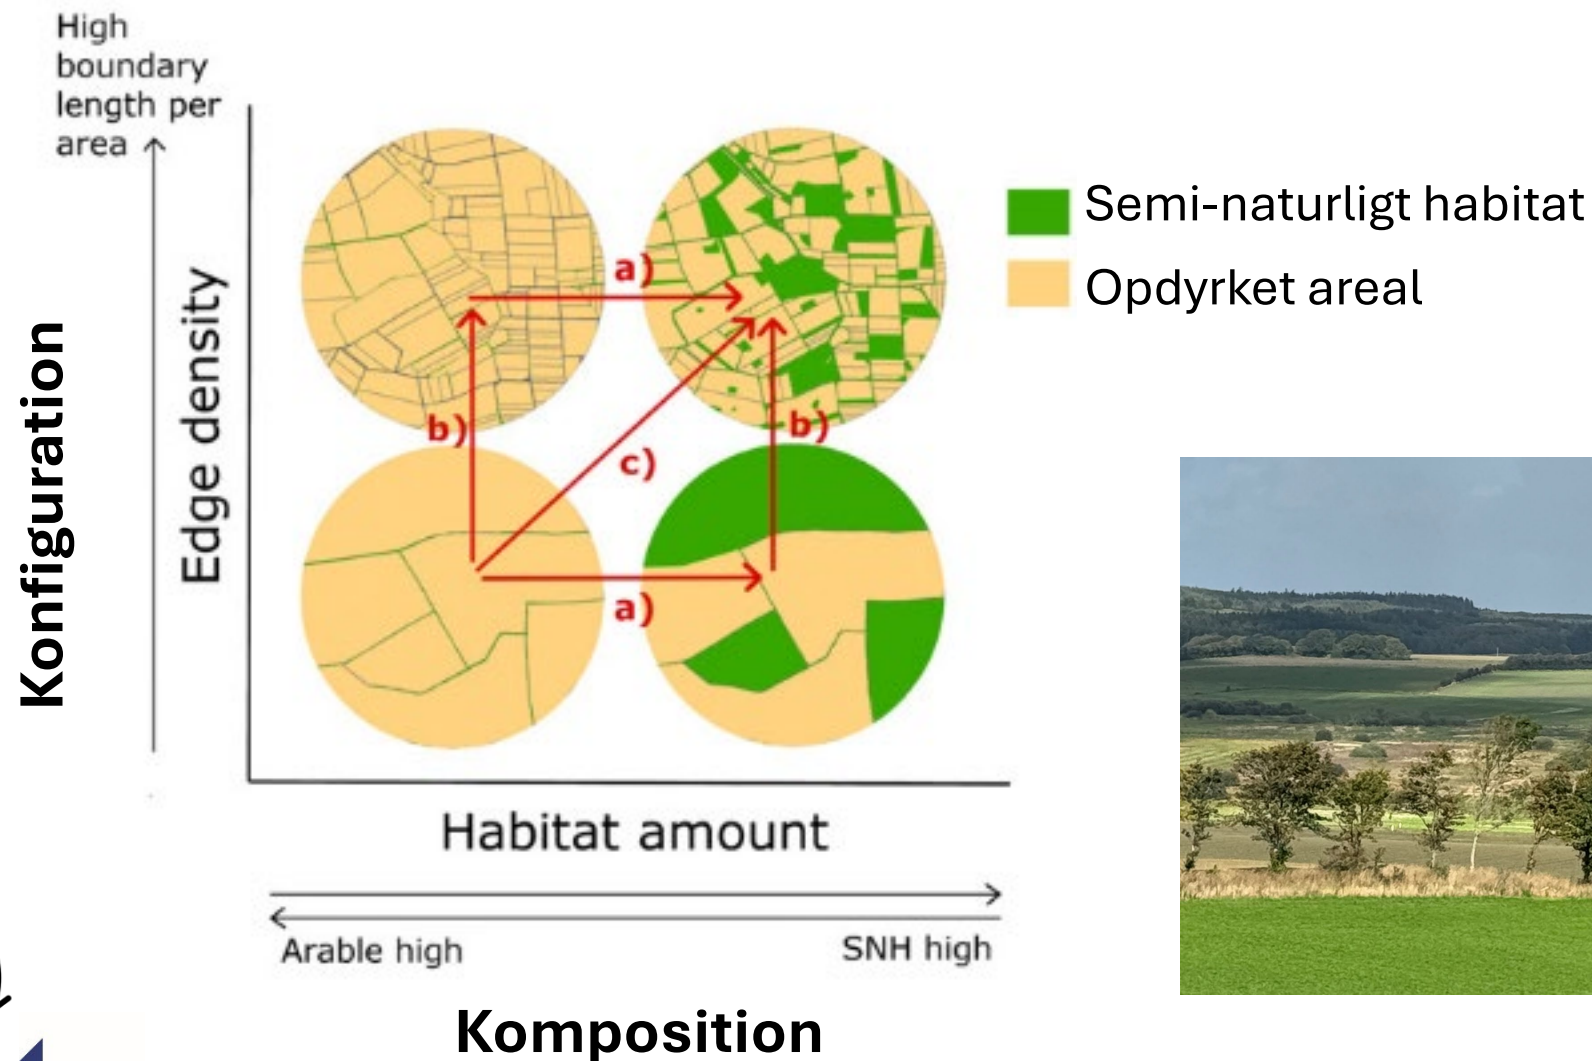 High
boundary
length per
area
Konfiguration
Edge density
a)
b)
b)
c)
a)
Semi-naturligt habitat
Opdyrket areal
Habitat amount
Arable high
SNH high
Komposition